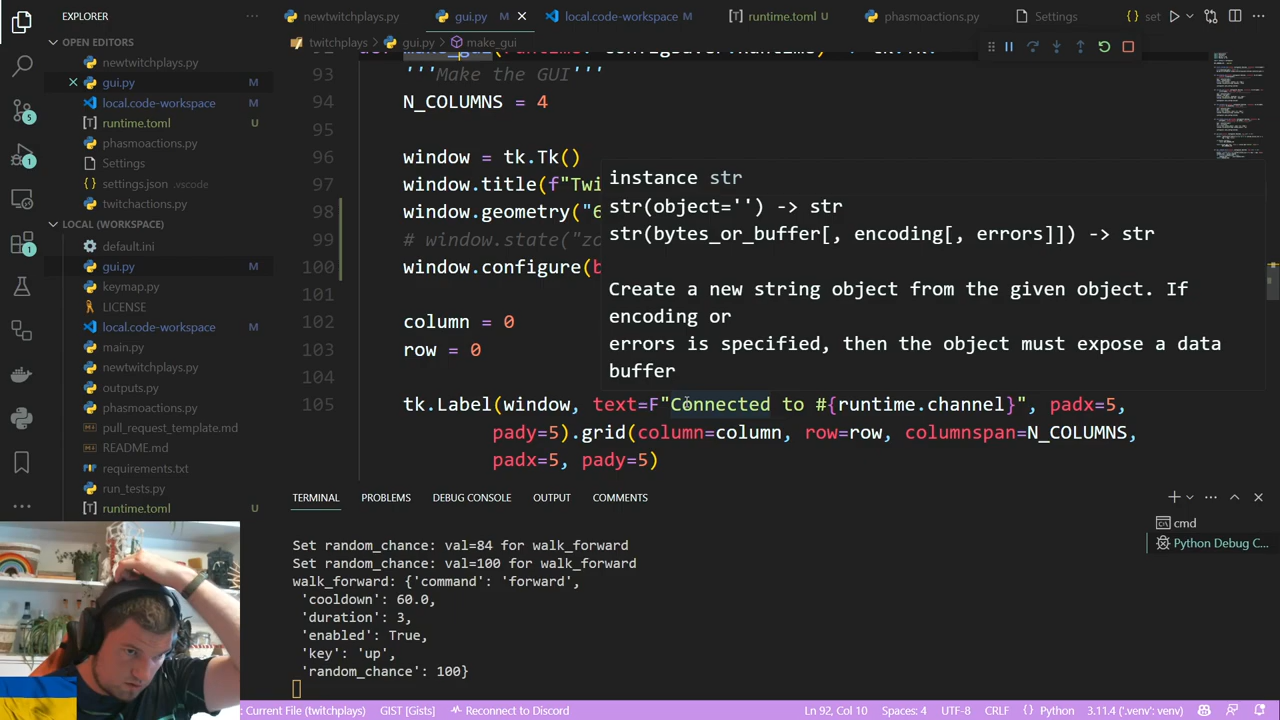 EXPLORER
newtwitchplays.py
gui.py M
local.code-workspace
runtime.toml U
phasmoactions.py
Settings
set
OPEN EDITORS
newtwitchplays.py
gui.py M
local.code-workspace M
runtime.toml U
phasmoactions.py
Settings
settings.json .vscode
twitchactions.py
LOCAL (WORKSPACE)
default.ini
gui.py M
keymap.py
LICENSE
local.code-workspace M
main.py
newtwitchplays.py
outputs.py
phasmoactions.py
pull_request_template.md
README.md
requirements.txt
run_tests.py
runtime.toml U
5
1
1
twitchplays > gui.py > make_gui
93 '''Make the GUI'''
94 N_COLUMNS = 4
95
96 window = tk.Tk()
97 window.title(f"Twi
98 window.geometry("6
99 # window.state("zo
100 window.configure(b
101
102 column = 0
103 row = 0
104
105 tk.Label(window, text=F"Connected to #{runtime.channel}", padx=5,
pady=5).grid(column=column, row=row, columnspan=N_COLUMNS,
padx=5, pady=5)
instance str
str(object='') -> str
str(bytes_or_buffer[, encoding[, errors]]) -> str
Create a new string object from the given object. If
encoding or
errors is specified, then the object must expose a data
buffer
TERMINAL PROBLEMS DEBUG CONSOLE OUTPUT COMMENTS
Set random_chance: val=84 for walk_forward
Set random_chance: val=100 for walk_forward
walk_forward: {'command': 'forward',
'cooldown': 60.0,
'duration': 3,
'enabled': True,
'key': 'up',
'random_chance': 100}
cmd
Python Debug C...
Current File (twitchplays) GIST [Gists] Reconnect to Discord Ln 92, Col 10 Spaces: 4 UTF-8 CRLF Python 3.11.4 ('.venv': venv)